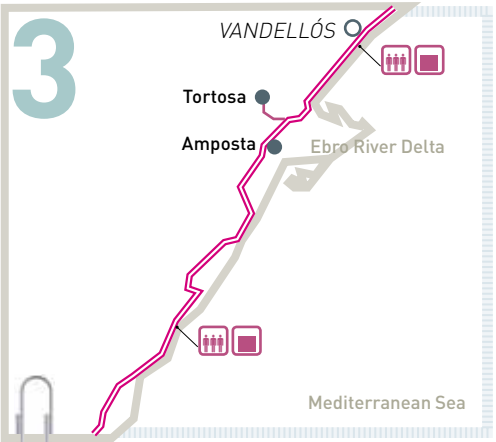 3
VANDELLÓS
Tortosa
Amposta
Ebro River Delta
Mediterranean Sea